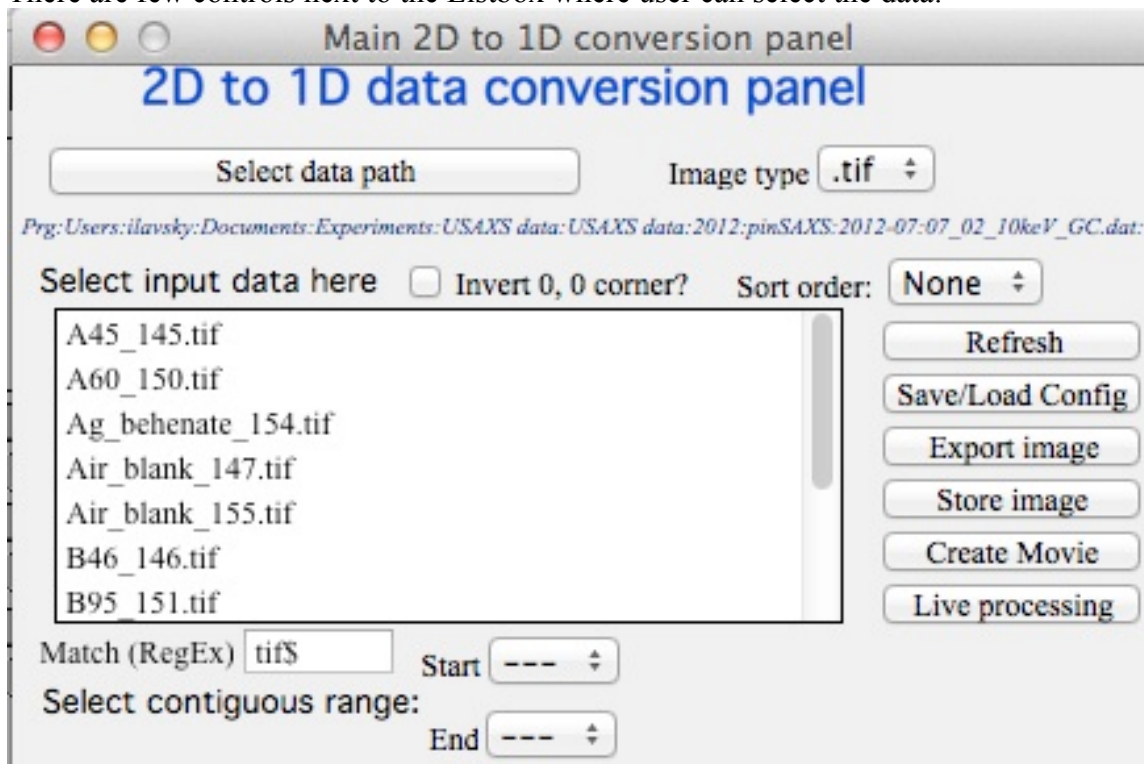 There are few controls next to the Listbox where user can select the data.
Main 2D to 1D conversion panel
2D to 1D data conversion panel
Select data path
Image type .tif
Prg:Users:ilavsky:Documents:Experiments:USAXS data:USAXS data:2012:pinSAXS:2012-07:07_02_10keV_GC.dat:
Select input data here Invert 0, 0 corner? Sort order: None
A45_145.tif
A60_150.tif
Ag_behenate_154.tif
Air_blank_147.tif
Air_blank_155.tif
B46_146.tif
B95_151.tif
Refresh
Save/Load Config
Export image
Store image
Create Movie
Live processing
Match (RegEx) tif$ Start ---
Select contiguous range:
End ---